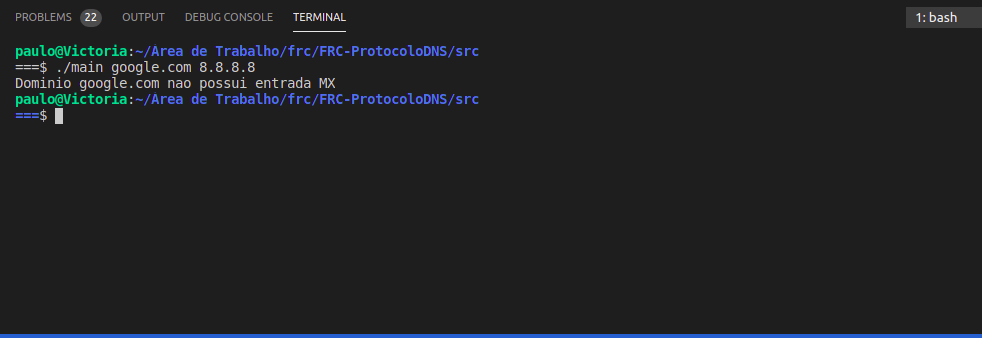 PROBLEMS 22 OUTPUT DEBUG CONSOLE TERMINAL 1: bash
paulo@Victoria:~/Área de Trabalho/frc/FRC-ProtocoloDNS/src
===$ ./main google.com 8.8.8.8
Dominio google.com nao possui entrada MX
paulo@Victoria:~/Área de Trabalho/frc/FRC-ProtocoloDNS/src
===$